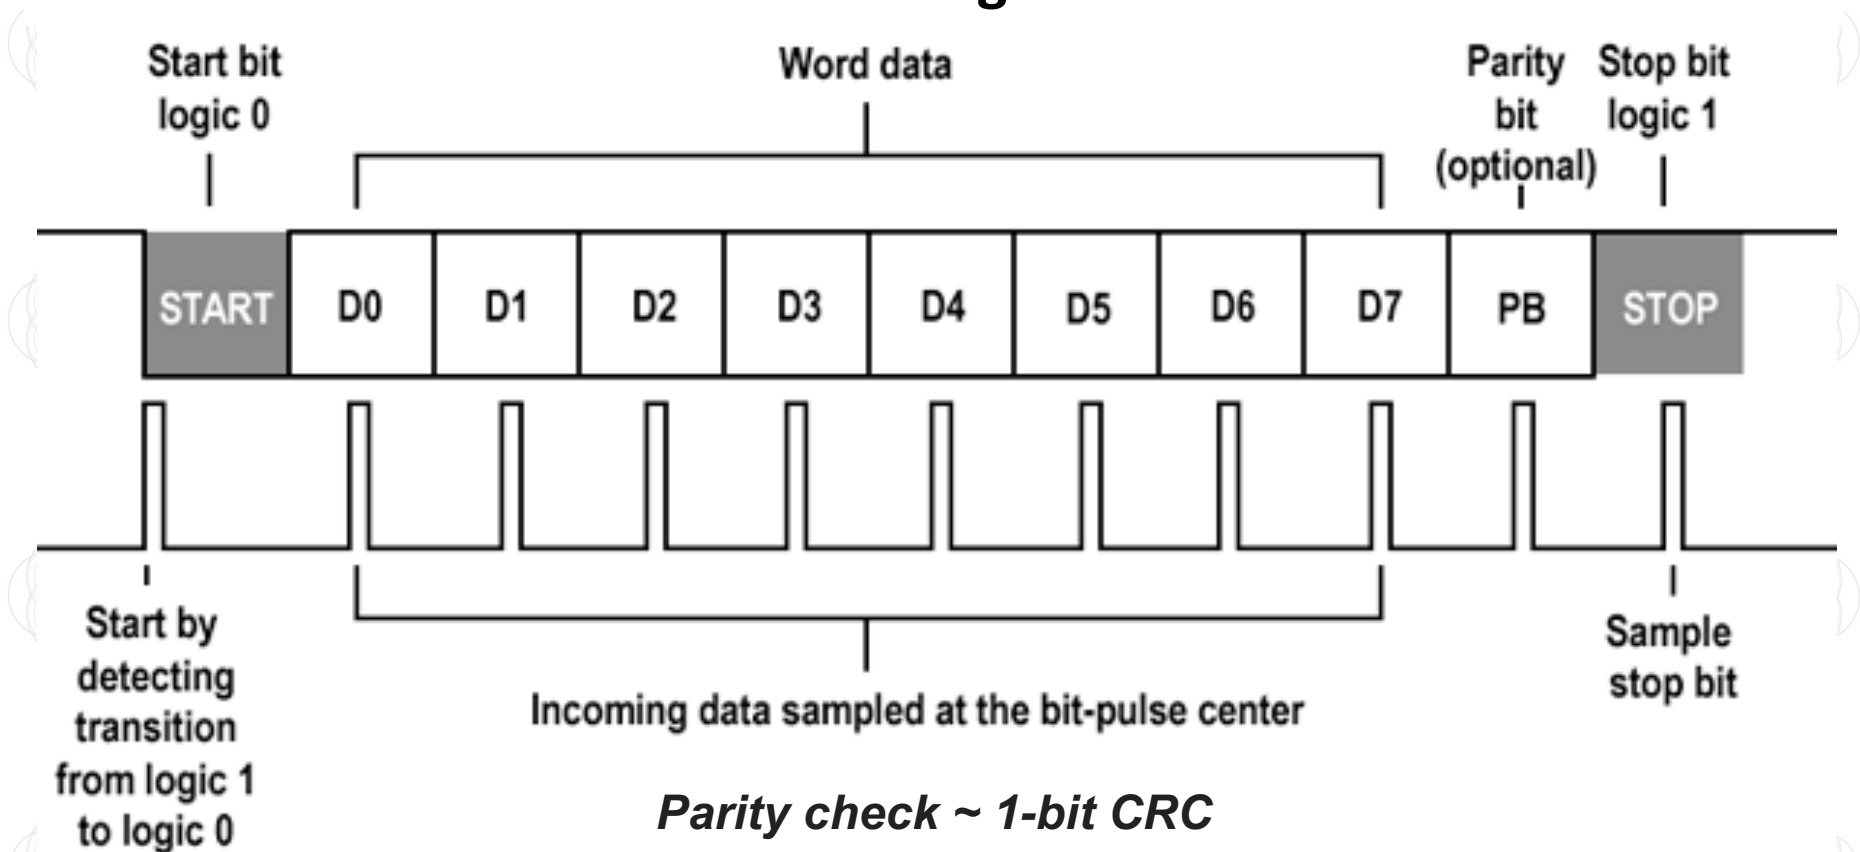 Start bit
logic 0
Word data
Parity
bit
(optional)
Stop bit
logic 1
START D0 D1 D2 D3 D4 D5 D6 D7 PB STOP
Start by
detecting
transition
from logic 1
to logic 0
Incoming data sampled at the bit-pulse center
Sample
stop bit
Parity check ~ 1-bit CRC